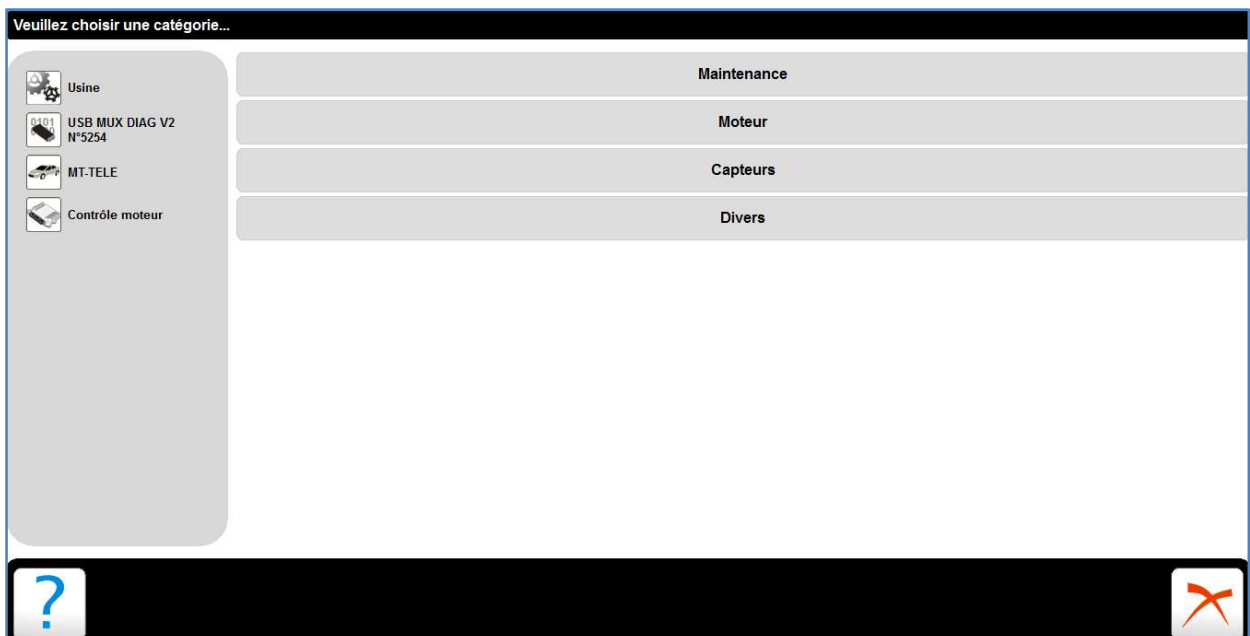 Veuillez choisir une catégorie...
Usine
USB MUX DIAG V2
N°5254
MT-TELE
Contrôle moteur
Maintenance
Moteur
Capteurs
Divers
0101
?